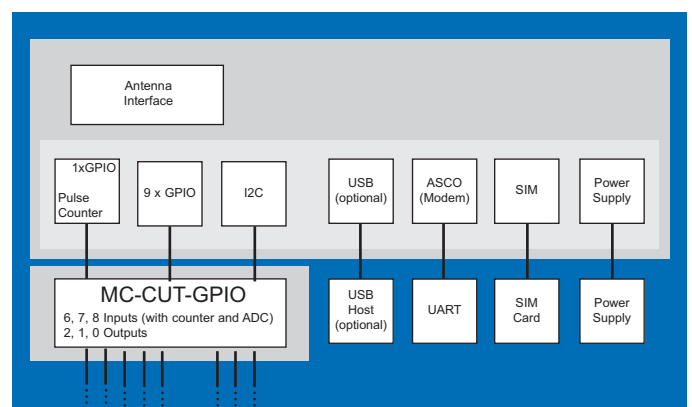 Antenna
Interface
1xGPIO
Pulse
Counter
9 x GPIO
I2C
USB
(optional)
ASCO
(Modem)
SIM
Power
Supply
MC-CUT-GPIO
6, 7, 8 Inputs (with counter and ADC)
2, 1, 0 Outputs
USB
Host
(optional)
UART
SIM
Card
Power
Supply